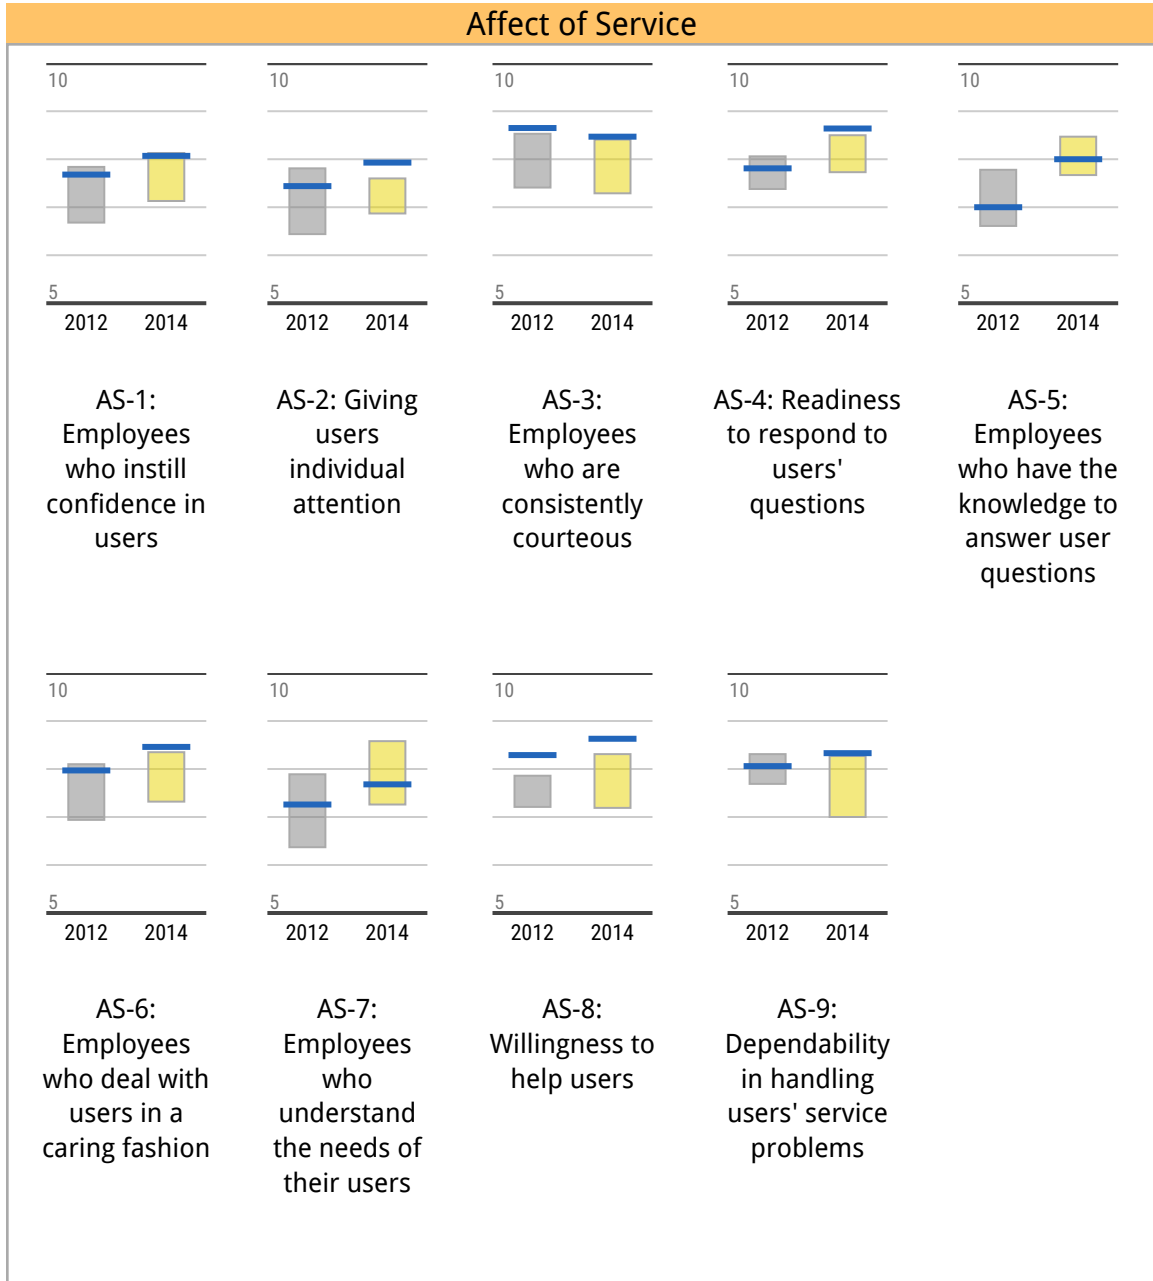 Affect of Service
10
5
2012 2014
AS-1:
Employees
who instill
confidence in
users
10
5
2012 2014
AS-2: Giving
users
individual
attention
10
5
2012 2014
AS-3:
Employees
who are
consistently
courteous
10
5
2012 2014
AS-4: Readiness
to respond to
users'
questions
10
5
2012 2014
AS-5:
Employees
who have the
knowledge to
answer user
questions
10
5
2012 2014
AS-6:
Employees
who deal with
users in a
caring fashion
10
5
2012 2014
AS-7:
Employees
who
understand
the needs of
their users
10
5
2012 2014
AS-8:
Willingness to
help users
10
5
2012 2014
AS-9:
Dependability
in handling
users' service
problems